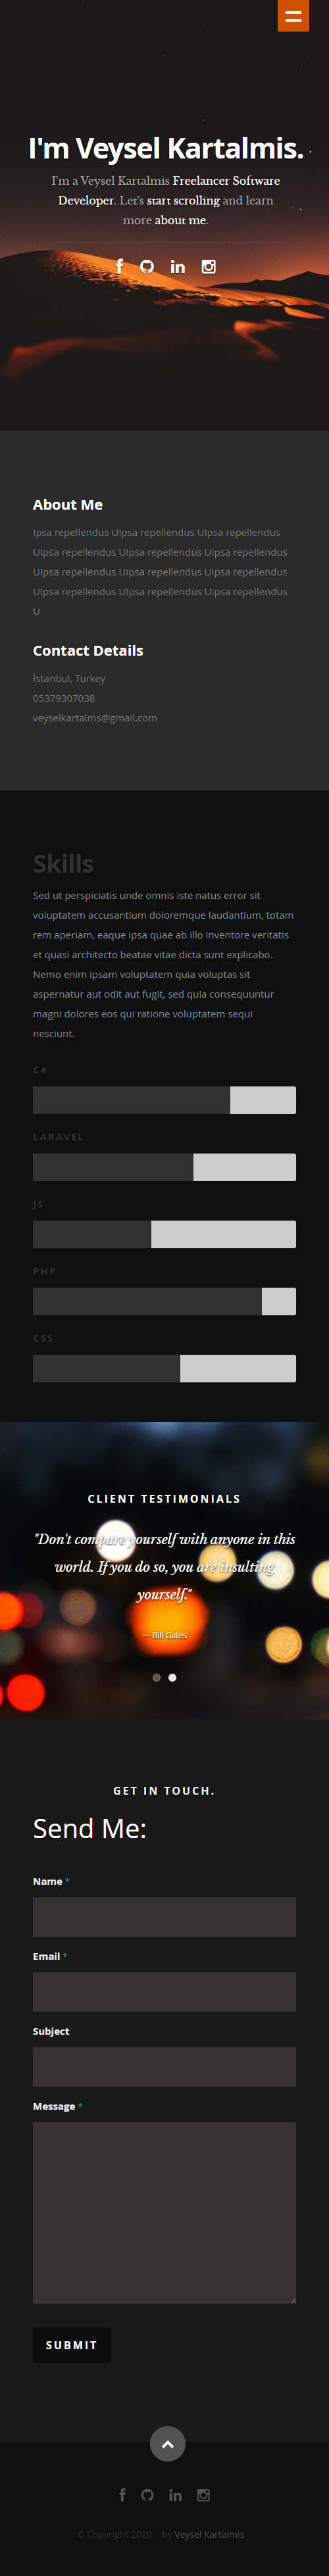 I'm Veysel Kartalmis.
I'm a Veysel Kartalmis Freelancer Software
Developer. Let's start scrolling and learn
more about me.
About Me
Ipsa repellendus UIpsa repellendus UIpsa repellendus
UIpsa repellendus UIpsa repellendus UIpsa repellendus
UIpsa repellendus UIpsa repellendus UIpsa repellendus
UIpsa repellendus UIpsa repellendus UIpsa repellendus
U
Contact Details
İstanbul, Turkey
05379307038
veyselkartalms@gmail.com
Skills
Sed ut perspiciatis unde omnis iste natus error sit
voluptatem accusantium doloremque laudantium, totam
rem aperiam, eaque ipsa quae ab illo inventore veritatis
et quasi architecto beatae vitae dicta sunt explicabo.
Nemo enim ipsam voluptatem quia voluptas sit
aspernatur aut odit aut fugit, sed quia consequuntur
magni dolores eos qui ratione voluptatem sequi
nesciunt.
C#
LARAVEL
JS
PHP
CSS
CLIENT TESTIMONIALS
"Don't compare yourself with anyone in this
world. If you do so, you are insulting
yourself."
— Bill Gates
GET IN TOUCH.
Send Me:
Name *
Email *
Subject
Message *
SUBMIT
© Copyright 2020 by Veysel Kartalmis